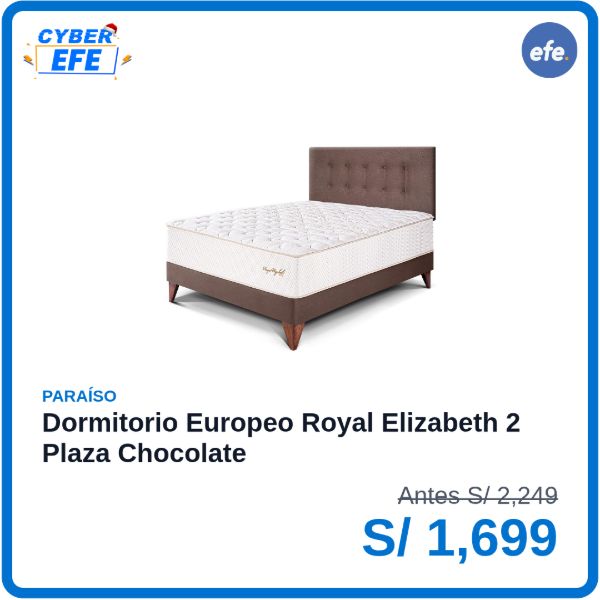 CYBER
EFE
efe.
PARAÍSO
Dormitorio Europeo Royal Elizabeth 2
Plaza Chocolate
Antes S/ 2,249
S/ 1,699